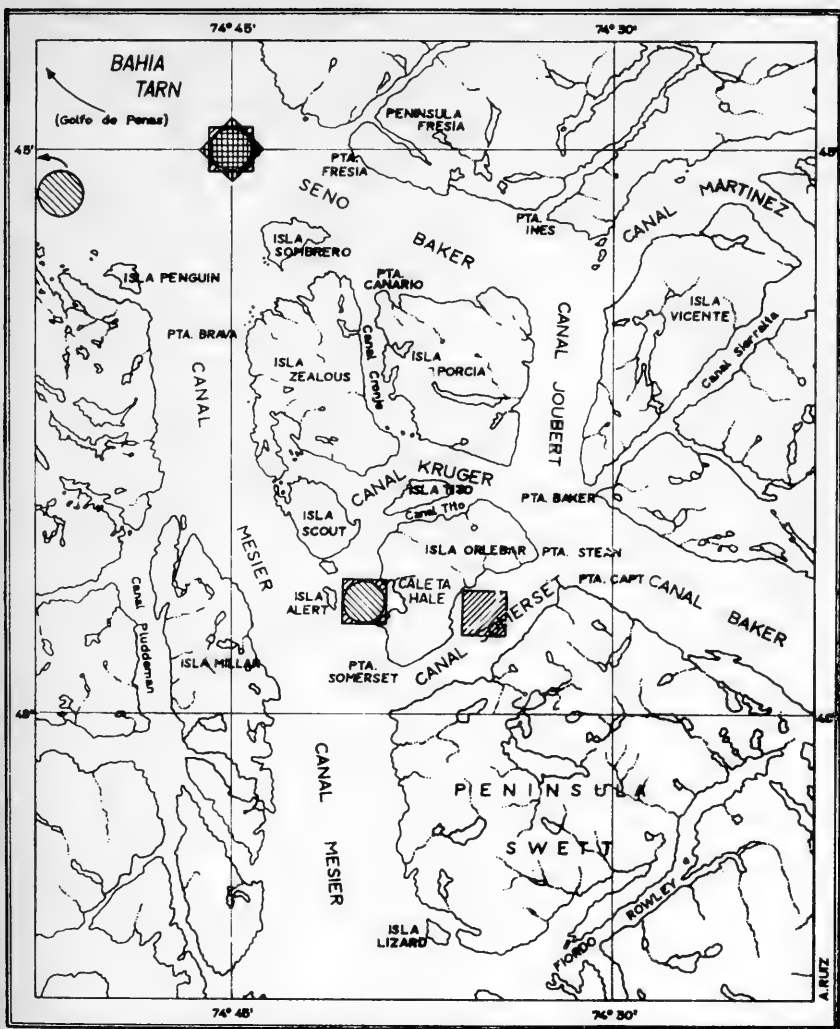 74° 45'
74° 30'
BAHIA
TARN
(Golfo de Penas)
PENINSULA
FRESIA
45'
45'
PTA.
FRESIA
SENO
CANAL MARTINEZ
PTA.
INES
ISLA
SOMBRERO
BAKER
ISLA PENGUIN
PTA.
CANARIO
ISLA
VICENTE
PTA. BRAVA
CANAL
CANAL JOUBERT
Canal Sierralta
ISLA
ZEALOUS
Canal Cronje
ISLA
PORCIA
CANAL KRUGER
ISLA TITO
PTA. BAKER
Canal Tito
ISLA
SCOUT
MESIER
ISLA ORLEBAR
PTA. STEAN
ISLA
ALERT
CALETA
HALE
PTA. CAPT
CANAL BAKER
Canal Pluddeman
ISLA MILLAR
PTA.
SOMERSET
CANAL SOMERSET
48°
CANAL
MESIER
PENINSULA
SWETT
ISLA
LIZARD
FIORDO ROWLEY
A.RUIZ
74° 45'
74° 30'